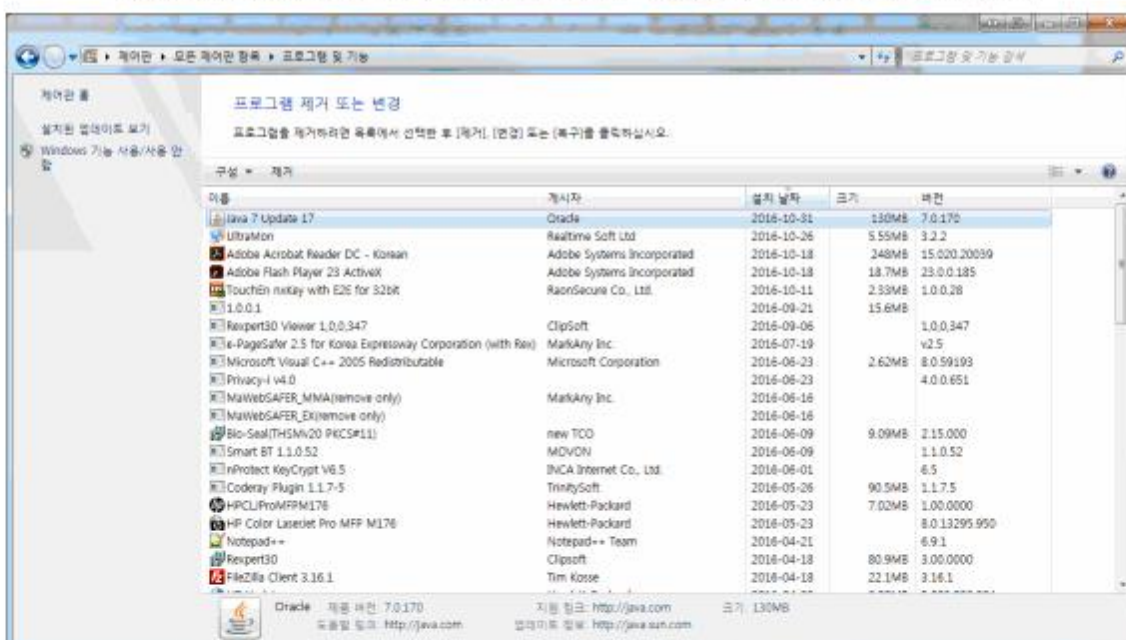 제어판 ▸ 모든 제어판 항목 ▸ 프로그램 및 기능
프로그램 및 기능 검색
제어판 홈
설치된 업데이트 보기
Windows 기능 사용/사용 안 함
프로그램 제거 또는 변경
프로그램을 제거하려면 목록에서 선택한 후 [제거], [변경] 또는 [복구]를 클릭하십시오.
구성 제거
이름 게시자 설치 날짜 크기 버전
Java 7 Update 17 Oracle 2016-10-31 130MB 7.0.170
UltraMon Realtime Soft Ltd 2016-10-26 5.55MB 3.2.2
Adobe Acrobat Reader DC - Korean Adobe Systems Incorporated 2016-10-18 248MB 15.020.20039
Adobe Flash Player 23 ActiveX Adobe Systems Incorporated 2016-10-18 18.7MB 23.0.0.185
TouchEn nxKey with E2E for 32bit RaonSecure Co., Ltd. 2016-10-11 2.33MB 1.0.0.28
1.0.0.1 2016-09-21 15.6MB
Rexpert30 Viewer 1,0,0,347 ClipSoft 2016-09-06 1,0,0,347
e-PageSafer 2.5 for Korea Expressway Corporation (with Rex) MarkAny Inc. 2016-07-19 v2.5
Microsoft Visual C++ 2005 Redistributable Microsoft Corporation 2016-06-23 2.62MB 8.0.59193
Privacy-i v4.0 2016-06-23 4.0.0.651
MaWebSAFER_MMA(remove only) MarkAny Inc. 2016-06-16
MaWebSAFER_EX(remove only) 2016-06-16
Bio-Seal(THSMv20 PKCS#11) new TCO 2016-06-09 9.09MB 2.15.000
Smart BT 1.1.0.52 MOVON 2016-06-09 1.1.0.52
nProtect KeyCrypt V6.5 INCA Internet Co., Ltd. 2016-06-01 6.5
Coderay Plugin 1.1.7-5 TrinitySoft 2016-05-26 90.5MB 1.1.7.5
HPCLJProMFPM176 Hewlett-Packard 2016-05-23 7.02MB 1.00.0000
HP Color LaserJet Pro MFP M176 Hewlett-Packard 2016-05-23 8.0.13295.950
Notepad++ Notepad++ Team 2016-04-21 6.9.1
Rexpert30 Clipsoft 2016-04-18 80.9MB 3.00.0000
FileZilla Client 3.16.1 Tim Kosse 2016-04-18 22.1MB 3.16.1
Oracle 제품 버전: 7.0.170 지원 링크: http://java.com 크기: 130MB
도움말 링크: http://java.com 업데이트 정보: http://java.sun.com